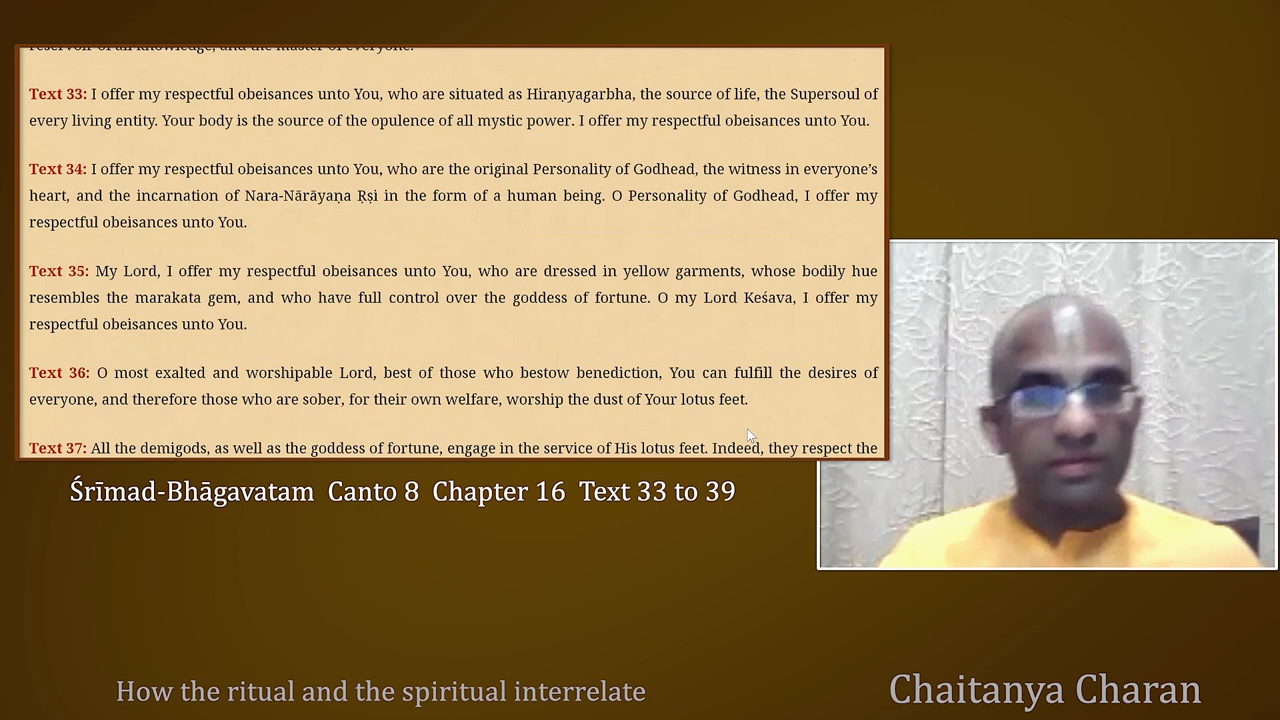 reservoir of all knowledge, and the master of everyone.
Text 33: I offer my respectful obeisances unto You, who are situated as Hiraṇyagarbha, the source of life, the Supersoul of
every living entity. Your body is the source of the opulence of all mystic power. I offer my respectful obeisances unto You.
Text 34: I offer my respectful obeisances unto You, who are the original Personality of Godhead, the witness in everyone’s
heart, and the incarnation of Nara-Nārāyaṇa Ṛṣi in the form of a human being. O Personality of Godhead, I offer my
respectful obeisances unto You.
Text 35: My Lord, I offer my respectful obeisances unto You, who are dressed in yellow garments, whose bodily hue
resembles the marakata gem, and who have full control over the goddess of fortune. O my Lord Keśava, I offer my
respectful obeisances unto You.
Text 36: O most exalted and worshipable Lord, best of those who bestow benediction, You can fulfill the desires of
everyone, and therefore those who are sober, for their own welfare, worship the dust of Your lotus feet.
Text 37: All the demigods, as well as the goddess of fortune, engage in the service of His lotus feet. Indeed, they respect the
Śrīmad-Bhāgavatam Canto 8 Chapter 16 Text 33 to 39
How the ritual and the spiritual interrelate
Chaitanya Charan